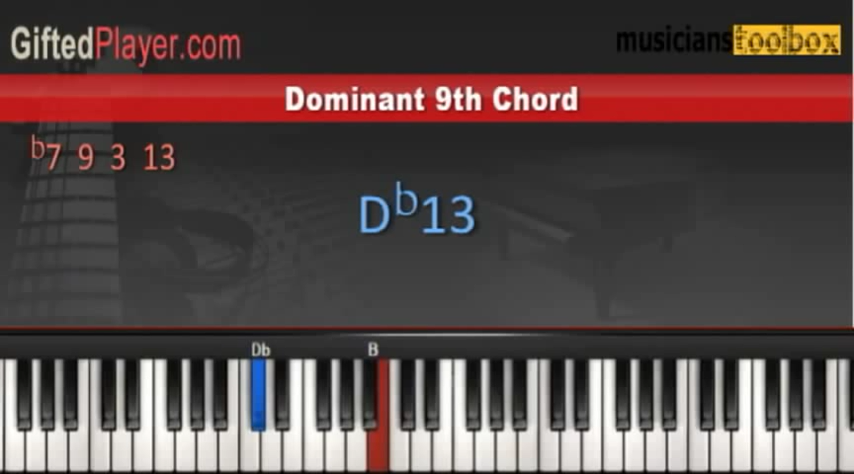 GiftedPlayer.com
musicianstoolbox
Dominant 9th Chord
b7 9 3 13
Db13
Db B